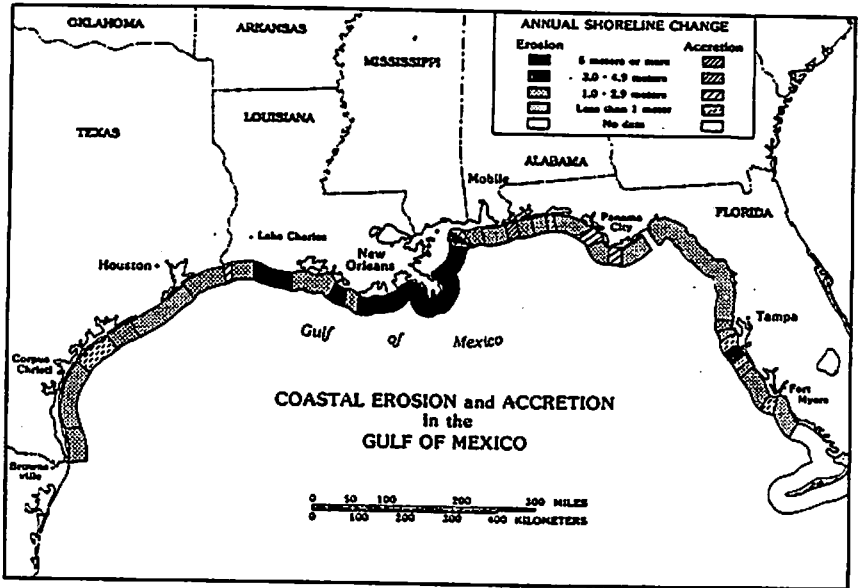 OKLAHOMA
ARKANSAS
MISSISSIPPI
TEXAS
LOUISIANA
ALABAMA
FLORIDA
ANNUAL SHORELINE CHANGE
Erosion
Accretion
5 meters or more
3.0 - 4.9 meters
1.0 - 2.9 meters
Less than 1 meter
No data
Mobile
Panama
City
Lake Charles
New
Orleans
Houston
Tampa
Corpus
Christi
Fort
Myers
Browns-
ville
Gulf of Mexico
COASTAL EROSION and ACCRETION
in the
GULF OF MEXICO
0 50 100 200 300 MILES
0 100 200 300 400 KILOMETERS